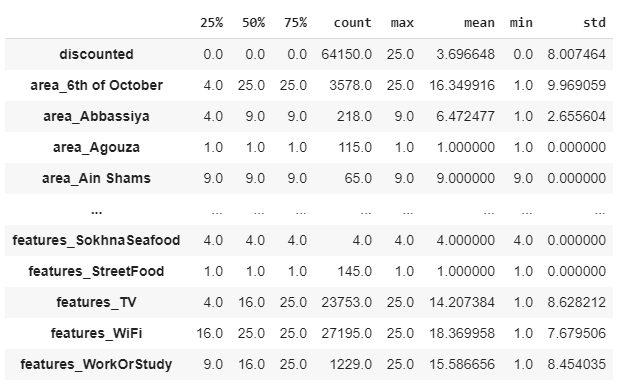 25% 50% 75% count max mean min std
discounted 0.0 0.0 0.0 64150.0 25.0 3.696648 0.0 8.007464
area_6th of October 4.0 25.0 25.0 3578.0 25.0 16.349916 1.0 9.969059
area_Abbassiya 4.0 9.0 9.0 218.0 9.0 6.472477 1.0 2.655604
area_Agouza 1.0 1.0 1.0 115.0 1.0 1.000000 1.0 0.000000
area_Ain Shams 9.0 9.0 9.0 65.0 9.0 9.000000 9.0 0.000000
... ... ... ... ... ... ... ... ...
features_SokhnaSeafood 4.0 4.0 4.0 4.0 4.0 4.000000 4.0 0.000000
features_StreetFood 1.0 1.0 1.0 145.0 1.0 1.000000 1.0 0.000000
features_TV 4.0 16.0 25.0 23753.0 25.0 14.207384 1.0 8.628212
features_WiFi 16.0 25.0 25.0 27195.0 25.0 18.369958 1.0 7.679506
features_WorkOrStudy 9.0 16.0 25.0 1229.0 25.0 15.586656 1.0 8.454035